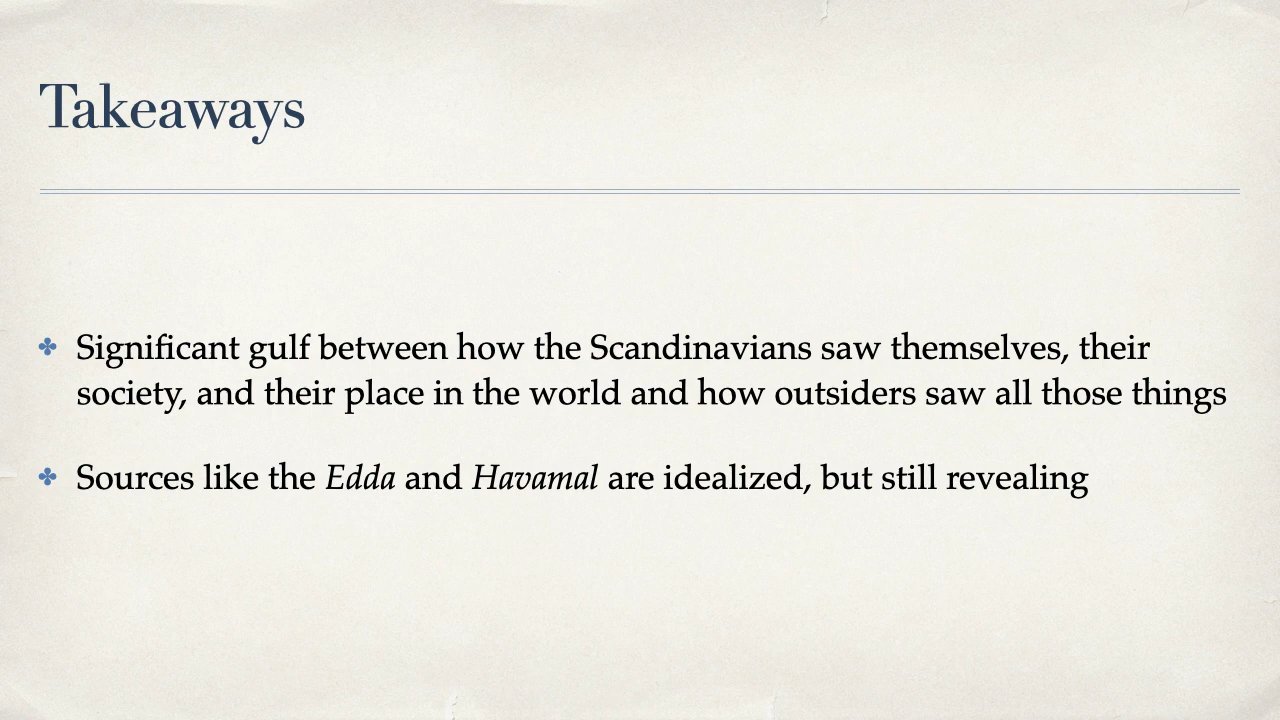 Takeaways
Significant gulf between how the Scandinavians saw themselves, their
society, and their place in the world and how outsiders saw all those things
Sources like the Edda and Havamal are idealized, but still revealing